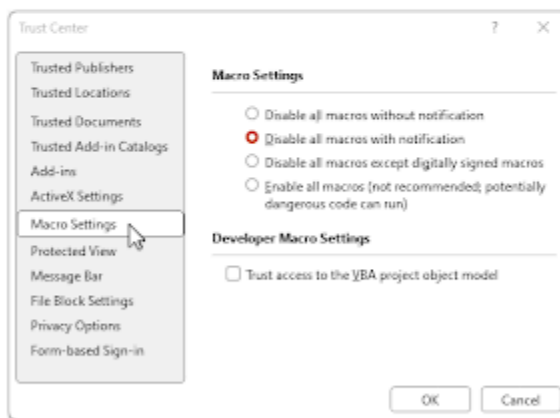 Trust Center
? ×
Trusted Publishers
Trusted Locations
Trusted Documents
Trusted Add-in Catalogs
Add-ins
ActiveX Settings
Macro Settings
Protected View
Message Bar
File Block Settings
Privacy Options
Form-based Sign-in
Macro Settings
Disable all macros without notification
Disable all macros with notification
Disable all macros except digitally signed macros
Enable all macros (not recommended; potentially
dangerous code can run)
Developer Macro Settings
Trust access to the VBA project object model
OK
Cancel